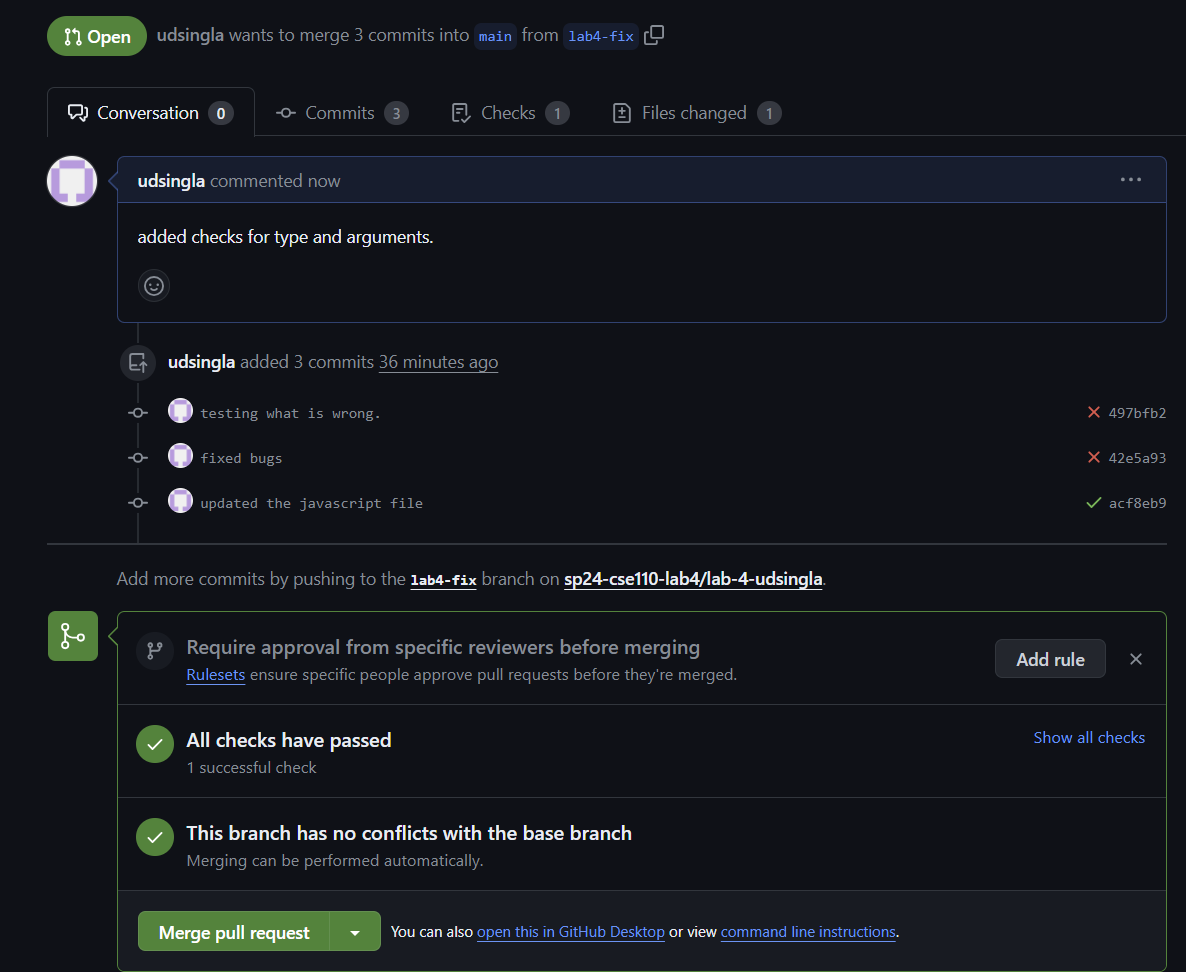 Open udsingla wants to merge 3 commits into main from lab4-fix
Conversation 0 Commits 3 Checks 1 Files changed 1
udsingla commented now
added checks for type and arguments.
udsingla added 3 commits 36 minutes ago
testing what is wrong. 497bfb2
fixed bugs 42e5a93
updated the javascript file acf8eb9
Add more commits by pushing to the lab4-fix branch on sp24-cse110-lab4/lab-4-udsingla.
Require approval from specific reviewers before merging
Rulesets ensure specific people approve pull requests before they're merged.
Add rule
All checks have passed
1 successful check
Show all checks
This branch has no conflicts with the base branch
Merging can be performed automatically.
Merge pull request You can also open this in GitHub Desktop or view command line instructions.